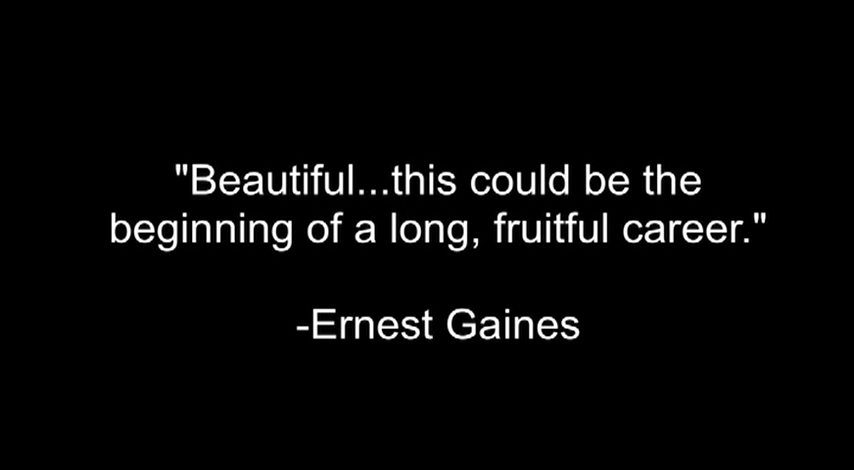 "Beautiful...this could be the
beginning of a long, fruitful career."
-Ernest Gaines